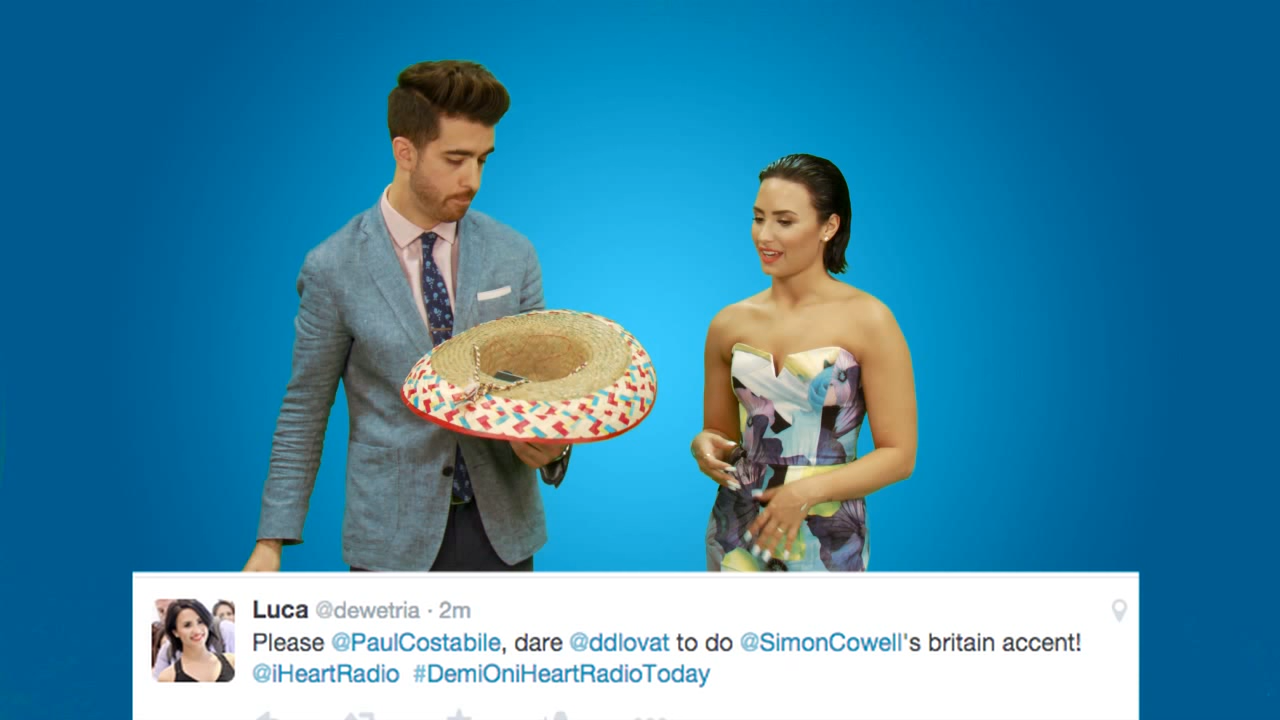 Luca @dewetria · 2m
Please @PaulCostabile, dare @ddlovat to do @SimonCowell's britain accent!
@iHeartRadio #DemiOniHeartRadioToday